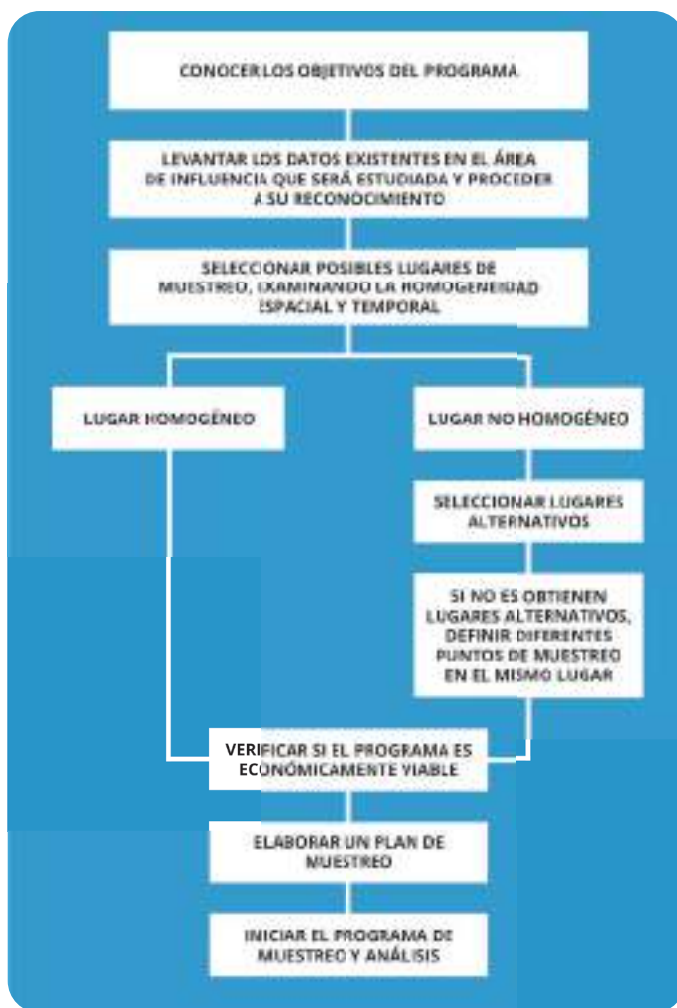 CONOCER LOS OBJETIVOS DEL PROGRAMA
LEVANTAR LOS DATOS EXISTENTES EN EL ÁREA
DE INFLUENCIA QUE SERÁ ESTUDIADA Y PROCEDER
A SU RECONOCIMIENTO
SELECCIONAR POSIBLES LUGARES DE
MUESTREO, EXAMINANDO LA HOMOGENEIDAD
ESPACIAL Y TEMPORAL
LUGAR HOMOGÉNEO
LUGAR NO HOMOGÉNEO
SELECCIONAR LUGARES
ALTERNATIVOS
SI NO ES OBTIENEN
LUGARES ALTERNATIVOS,
DEFINIR DIFERENTES
PUNTOS DE MUESTREO
EN EL MISMO LUGAR
VERIFICAR SI EL PROGRAMA ES
ECONÓMICAMENTE VIABLE
ELABORAR UN PLAN DE
MUESTREO
INICIAR EL PROGRAMA DE
MUESTREO Y ANÁLISIS